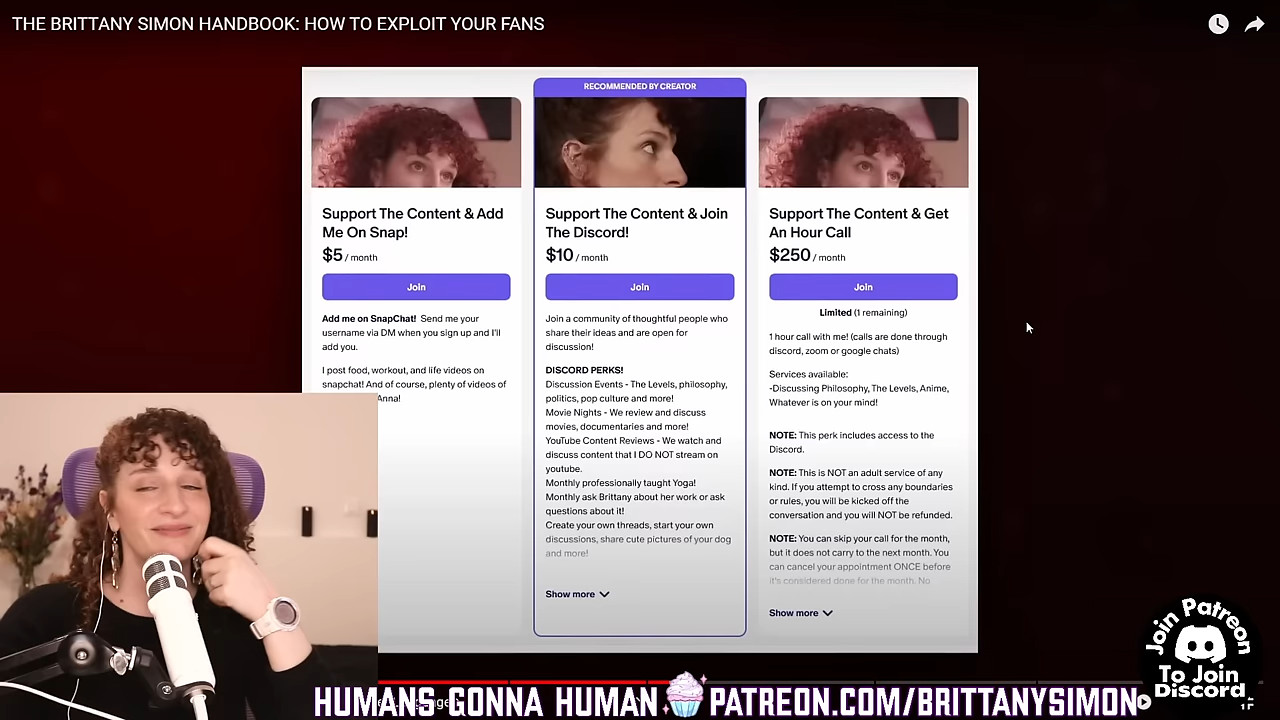 THE BRITTANY SIMON HANDBOOK: HOW TO EXPLOIT YOUR FANS
Support The Content & Add
Me On Snap!
$5 / month
Join
Add me on SnapChat! Send me your
username via DM when you sign up and I'll
add you.
I post food, workout, and life videos on
snapchat! And of course, plenty of videos of
Anna!
RECOMMENDED BY CREATOR
Support The Content & Join
The Discord!
$10 / month
Join
Join a community of thoughtful people who
share their ideas and are open for
discussion!
DISCORD PERKS!
Discussion Events - The Levels, philosophy,
politics, pop culture and more!
Movie Nights - We review and discuss
movies, documentaries and more!
YouTube Content Reviews - We watch and
discuss content that I DO NOT stream on
youtube.
Monthly professionally taught Yoga!
Monthly ask Brittany about her work or ask
questions about it!
Create your own threads, start your own
discussions, share cute pictures of your dog
and more!
Show more
Support The Content & Get
An Hour Call
$250 / month
Join
Limited (1 remaining)
1 hour call with me! (calls are done through
discord, zoom or google chats)
Services available:
-Discussing Philosophy, The Levels, Anime,
Whatever is on your mind!
NOTE: This perk includes access to the
Discord.
NOTE: This is NOT an adult service of any
kind. If you attempt to cross any boundaries
or rules, you will be kicked off the
conversation and you will NOT be refunded.
NOTE: You can skip your call for the month,
but it does not carry to the next month. You
can cancel your appointment ONCE before
it's considered done for the month. No
Show more
Join Patreon
To Join
Discord
HUMANS GONNA HUMAN PATREON.COM/BRITTANYSIMON